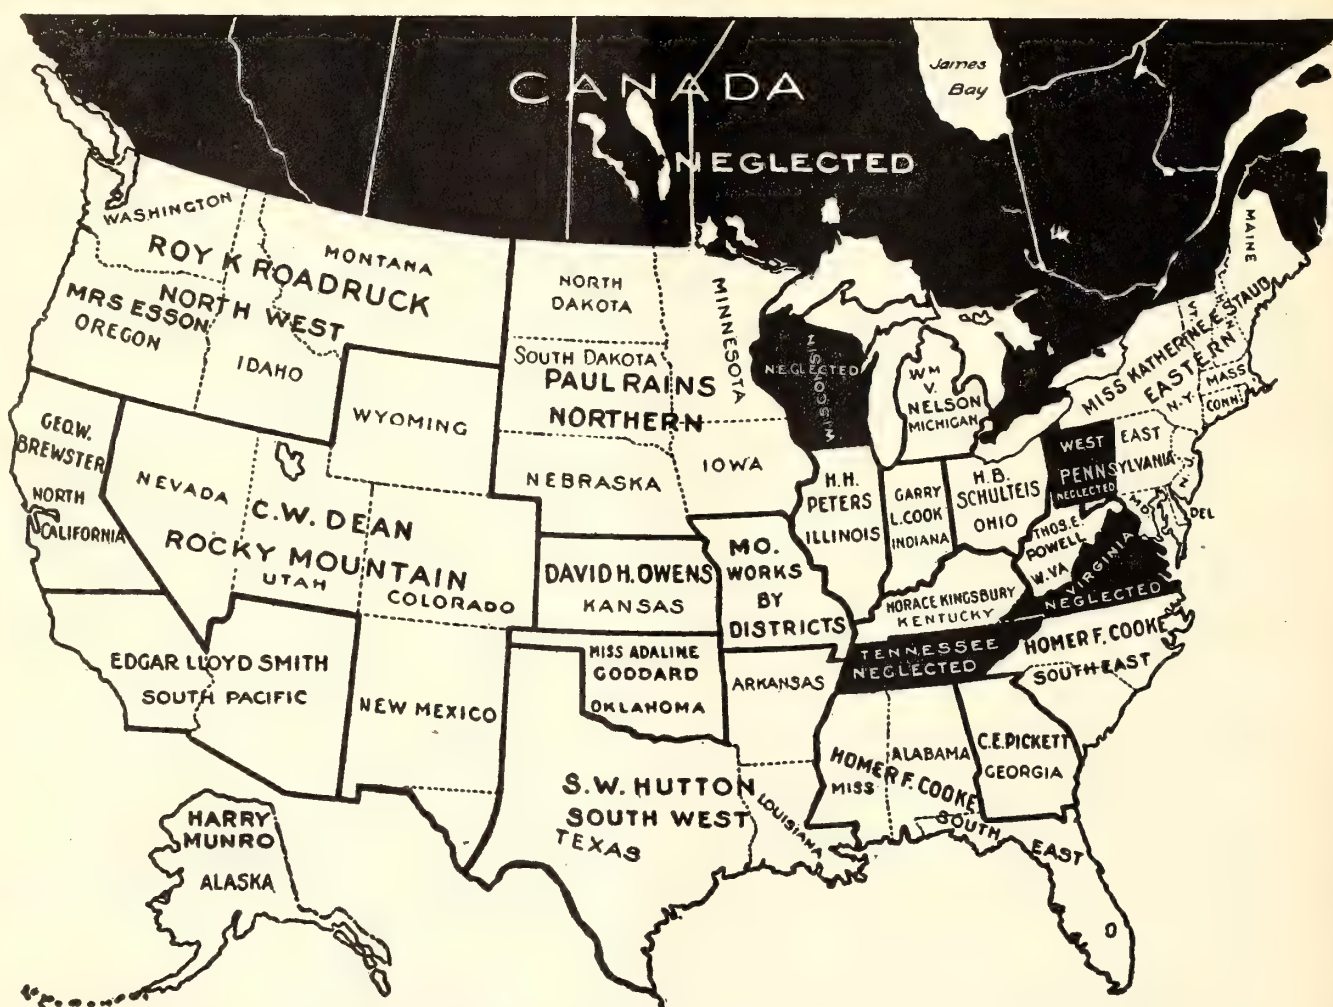 CANADA
NEGLECTED
James
Bay
WASHINGTON
ROY K ROADRUCK
MONTANA
NORTH WEST
MRS ESSON
OREGON
IDAHO
NORTH
DAKOTA
MINNESOTA
SOUTH DAKOTA
PAUL RAINS
NORTHERN
WYOMING
NEBRASKA
IOWA
NEGLECTED
WISCONSIN
WM
V.
NELSON
MICHIGAN
MAINE
VT
MISS KATHERINE E STAUB
EASTERN
N.Y.
MASS
CONN.
GEO.W.
BREWSTER
NORTH
CALIFORNIA
NEVADA
C.W. DEAN
ROCKY MOUNTAIN
UTAH
COLORADO
H.H.
PETERS
ILLINOIS
GARRY
L.COOK
INDIANA
H.B.
SCHULTEIS
OHIO
WEST
PENN
NEGLECTED
EAST
SYLVANIA
N.J.
MD.
DEL
THOS.E.
POWELL
W.VA
VIRGINIA
NEGLECTED
DAVID H. OWENS
KANSAS
MO.
WORKS
BY
DISTRICTS
HORACE KINGSBURY
KENTUCKY
TENNESSEE
NEGLECTED
HOMER F. COOKE
SOUTHEAST
EDGAR LLOYD SMITH
SOUTH PACIFIC
NEW MEXICO
MISS ADALINE
GODDARD
OKLAHOMA
ARKANSAS
S.W. HUTTON
SOUTH WEST
TEXAS
LOUISIANA
ALABAMA
HOMER F. COOKE
MISS
SOUTH
EAST
C.E.PICKETT
GEORGIA
HARRY
MUNRO
ALASKA